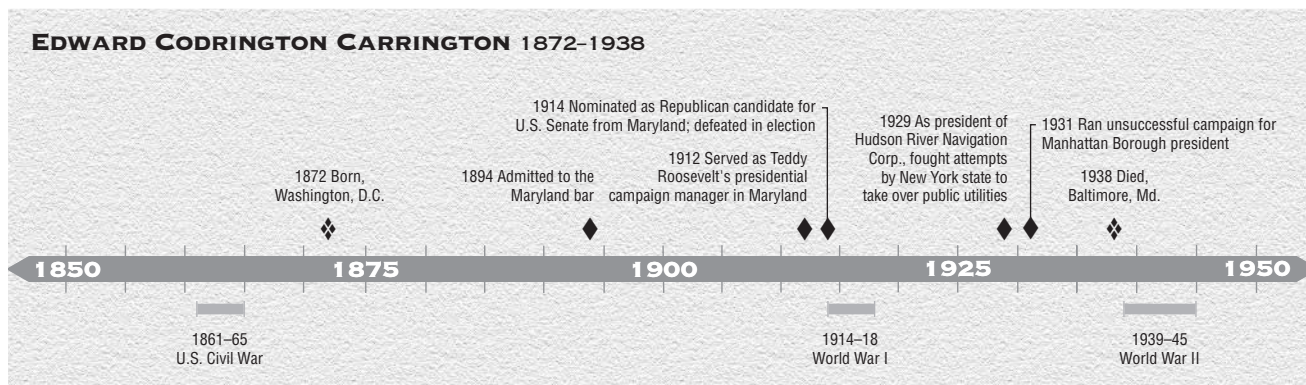 EDWARD CODRINGTON CARRINGTON 1872–1938
1914 Nominated as Republican candidate for
U.S. Senate from Maryland; defeated in election
1929 As president of
Hudson River Navigation
Corp., fought attempts
by New York state to
take over public utilities
1931 Ran unsuccessful campaign for
Manhattan Borough president
1872 Born,
Washington, D.C.
1894 Admitted to the
Maryland bar
1912 Served as Teddy
Roosevelt's presidential
campaign manager in Maryland
1938 Died,
Baltimore, Md.
1850
1875
1900
1925
1950
1861–65
U.S. Civil War
1914–18
World War I
1939–45
World War II